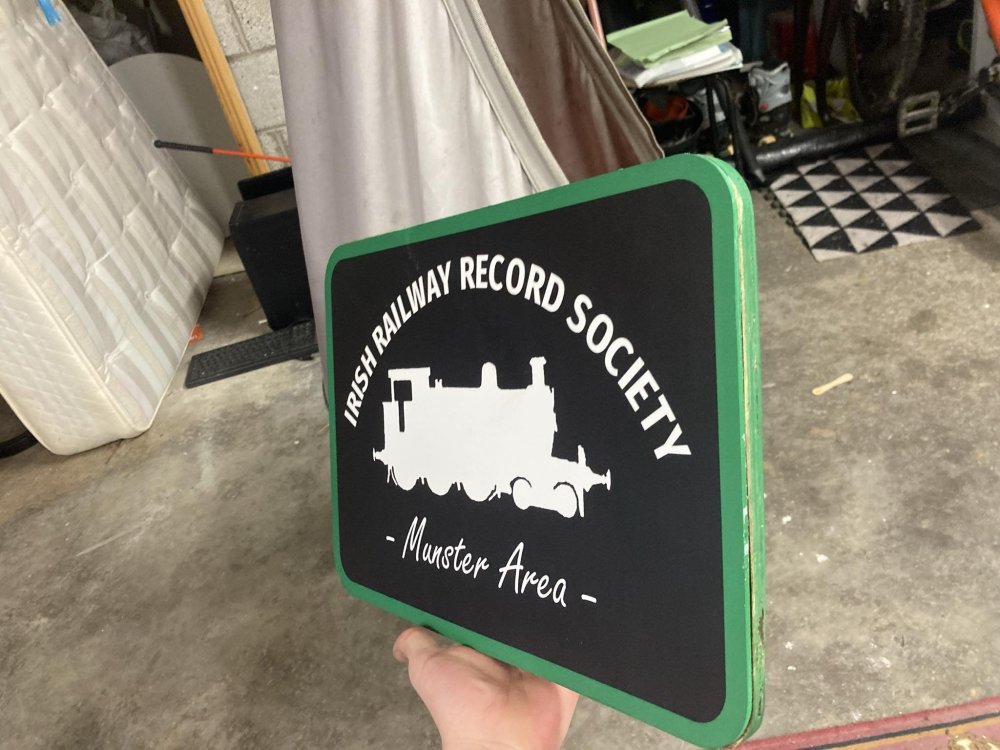 IRISH RAILWAY RECORD SOCIETY
- Munster Area -